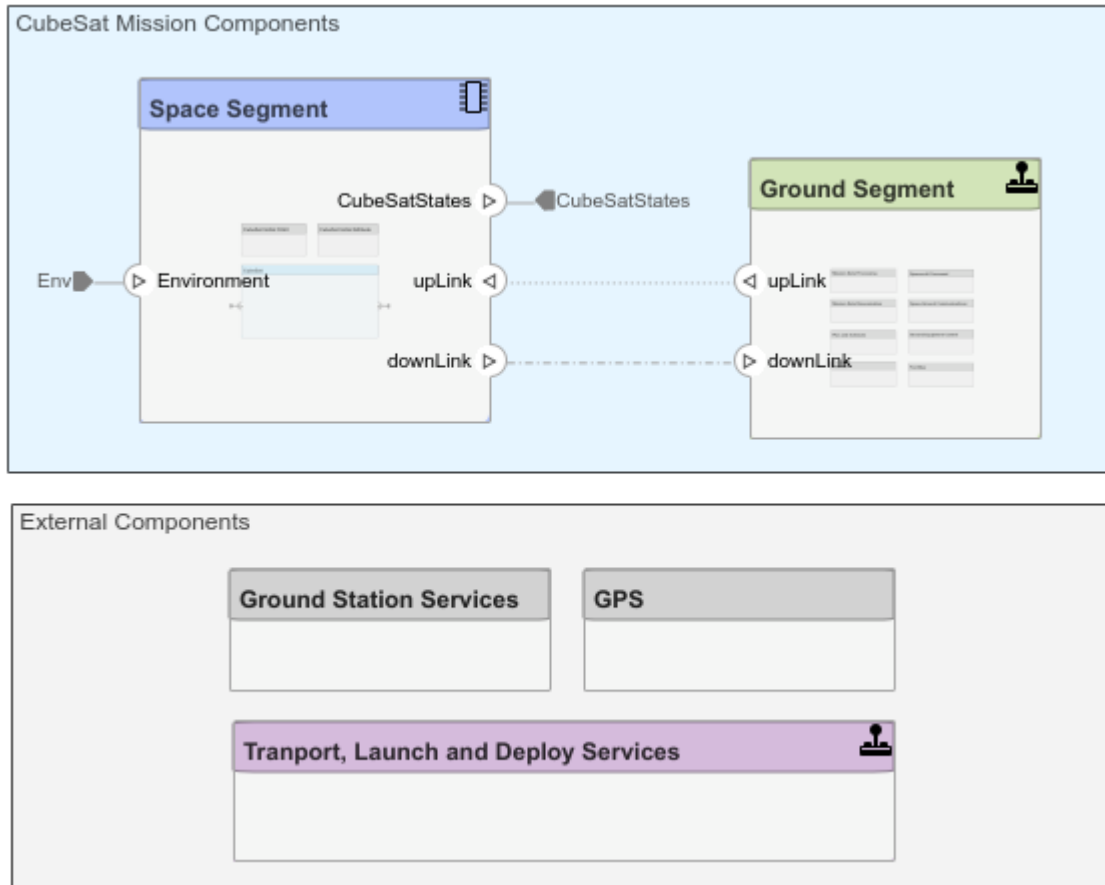 CubeSat Mission Components
Space Segment
CubeSatStates
CubeSatStates
Ground Segment
Env
Environment
upLink
upLink
downLink
downLink
External Components
Ground Station Services
GPS
Tranport, Launch and Deploy Services